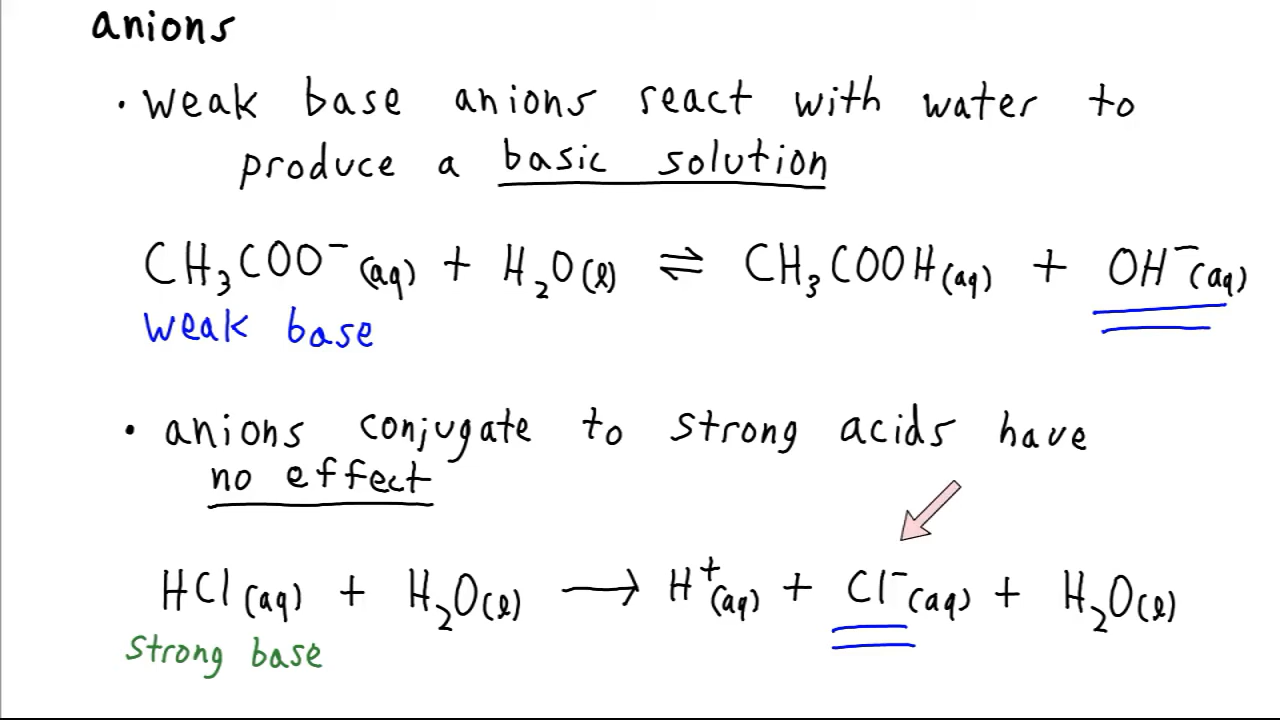 anions
• weak base anions react with water to
produce a basic solution
CH₃COO⁻(aq) + H₂O(l) ⇌ CH₃COOH(aq) + OH⁻(aq)
weak base
• anions conjugate to strong acids have
no effect
HCl(aq) + H₂O(l) ⟶ H⁺(aq) + Cl⁻(aq) + H₂O(l)
strong base